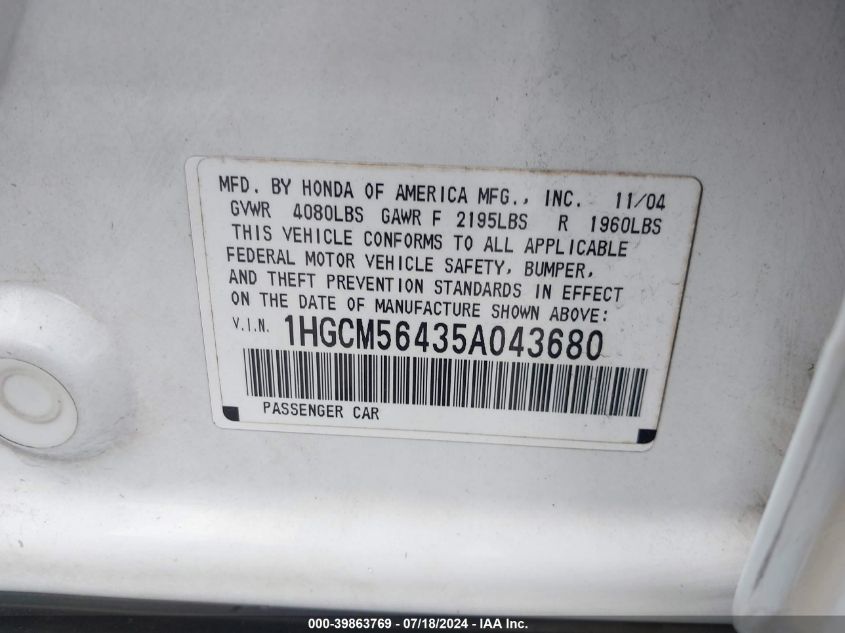 MFD. BY HONDA OF AMERICA MFG., INC. 11/04
GVWR 4080LBS GAWR F 2195LBS R 1960LBS
THIS VEHICLE CONFORMS TO ALL APPLICABLE
FEDERAL MOTOR VEHICLE SAFETY, BUMPER,
AND THEFT PREVENTION STANDARDS IN EFFECT
ON THE DATE OF MANUFACTURE SHOWN ABOVE:
V.I.N. 1HGCM56435A043680
PASSENGER CAR
000-39863769 - 07/18/2024 - IAA Inc.